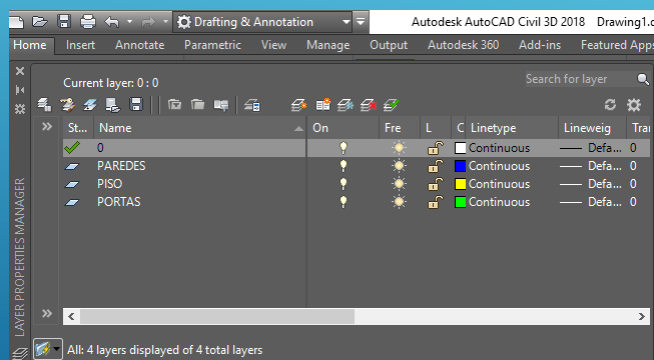 Drafting & Annotation Autodesk AutoCAD Civil 3D 2018 Drawing1.
Home Insert Annotate Parametric View Manage Output Autodesk 360 Add-ins Featured Apps
Current layer: 0 : 0
Search for layer
St... Name On Fre L C Linetype Lineweig Tra
0 Continuous Defa... 0
PAREDES Continuous Defa... 0
PISO Continuous Defa... 0
PORTAS Continuous Defa... 0
LAYER PROPERTIES MANAGER
All: 4 layers displayed of 4 total layers